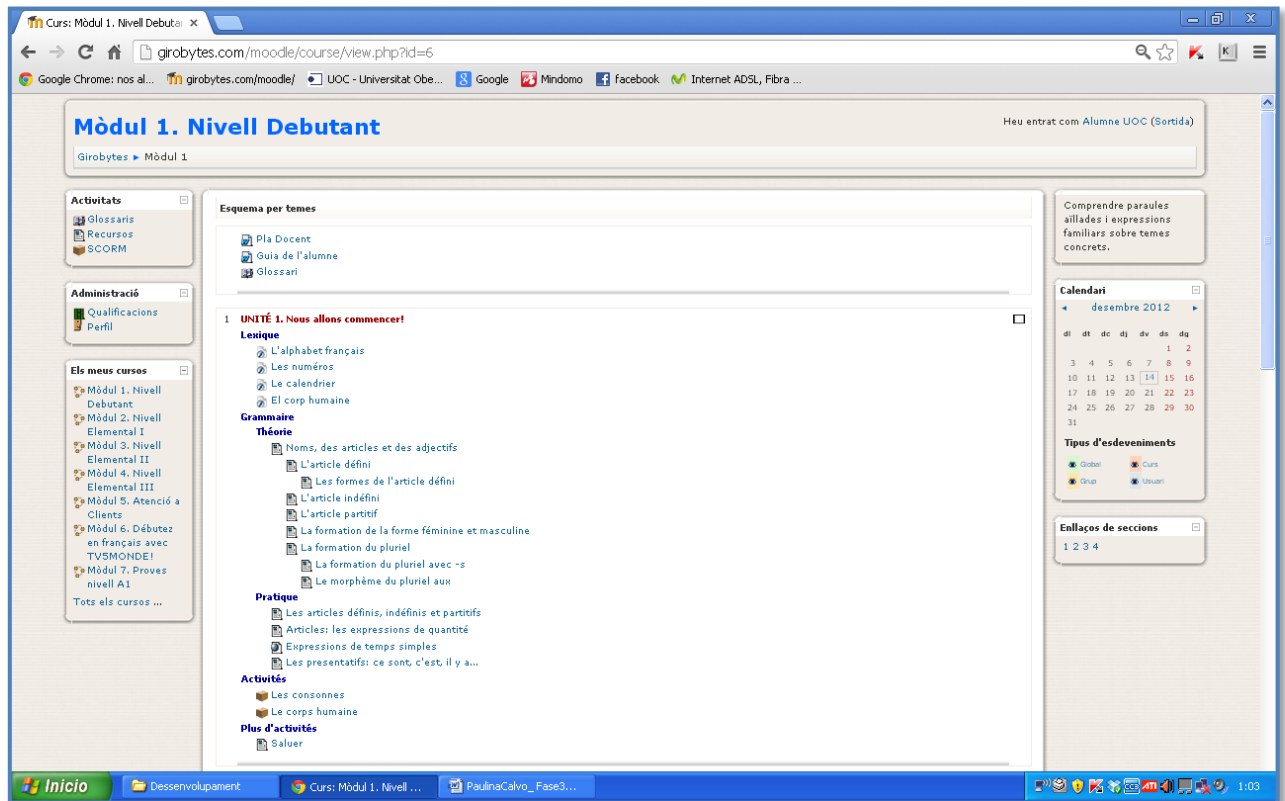 Curs: Mòdul 1. Nivell Debutar
girobytes.com/moodle/course/view.php?id=6
Google Chrome: nos al... girobytes.com/moodle/ UOC - Universitat Obe... Google Mindomo facebook Internet ADSL, Fibra ...
Mòdul 1. Nivell Debutant
Heu entrat com Alumne UOC (Sortida)
Girobytes ► Mòdul 1
Activitats
Glossaris
Recursos
SCORM
Administració
Qualificacions
Perfil
Els meus cursos
Mòdul 1. Nivell
Debutant
Mòdul 2. Nivell
Elemental I
Mòdul 3. Nivell
Elemental II
Mòdul 4. Nivell
Elemental III
Mòdul 5. Atenció a
Clients
Mòdul 6. Débutez
en français avec
TV5MONDE!
Mòdul 7. Proves
nivell A1
Tots els cursos ...
Esquema per temes
Pla Docent
Guia de l'alumne
Glossari
1 UNITÉ 1. Nous allons commencer!
Lexique
L'alphabet français
Les numéros
Le calendrier
El corp humaine
Grammaire
Théorie
Noms, des articles et des adjectifs
L'article défini
Les formes de l'article défini
L'article indéfini
L'article partitif
La formation de la forme féminine et masculine
La formation du pluriel
La formation du pluriel avec -s
Le morphème du pluriel aux
Pratique
Les articles définis, indéfinis et partitifs
Articles: les expressions de quantité
Expressions de temps simples
Les presentatifs: ce sont, c'est, il y a...
Activités
Les consonnes
Le corps humaine
Plus d'activités
Saluer
Comprendre paraules
aïllades i expressions
familiars sobre temes
concrets.
Calendari
◄ desembre 2012 ►
dl dt dc dj dv ds dg
1 2
3 4 5 6 7 8 9
10 11 12 13 14 15 16
17 18 19 20 21 22 23
24 25 26 27 28 29 30
31
Tipus d'esdeveniments
Global Curs
Grup Usuari
Enllaços de seccions
1 2 3 4
Inicio Dessenvolupament Curs: Mòdul 1. Nivell ... PaulinaCalvo_ Fase3... 1:03